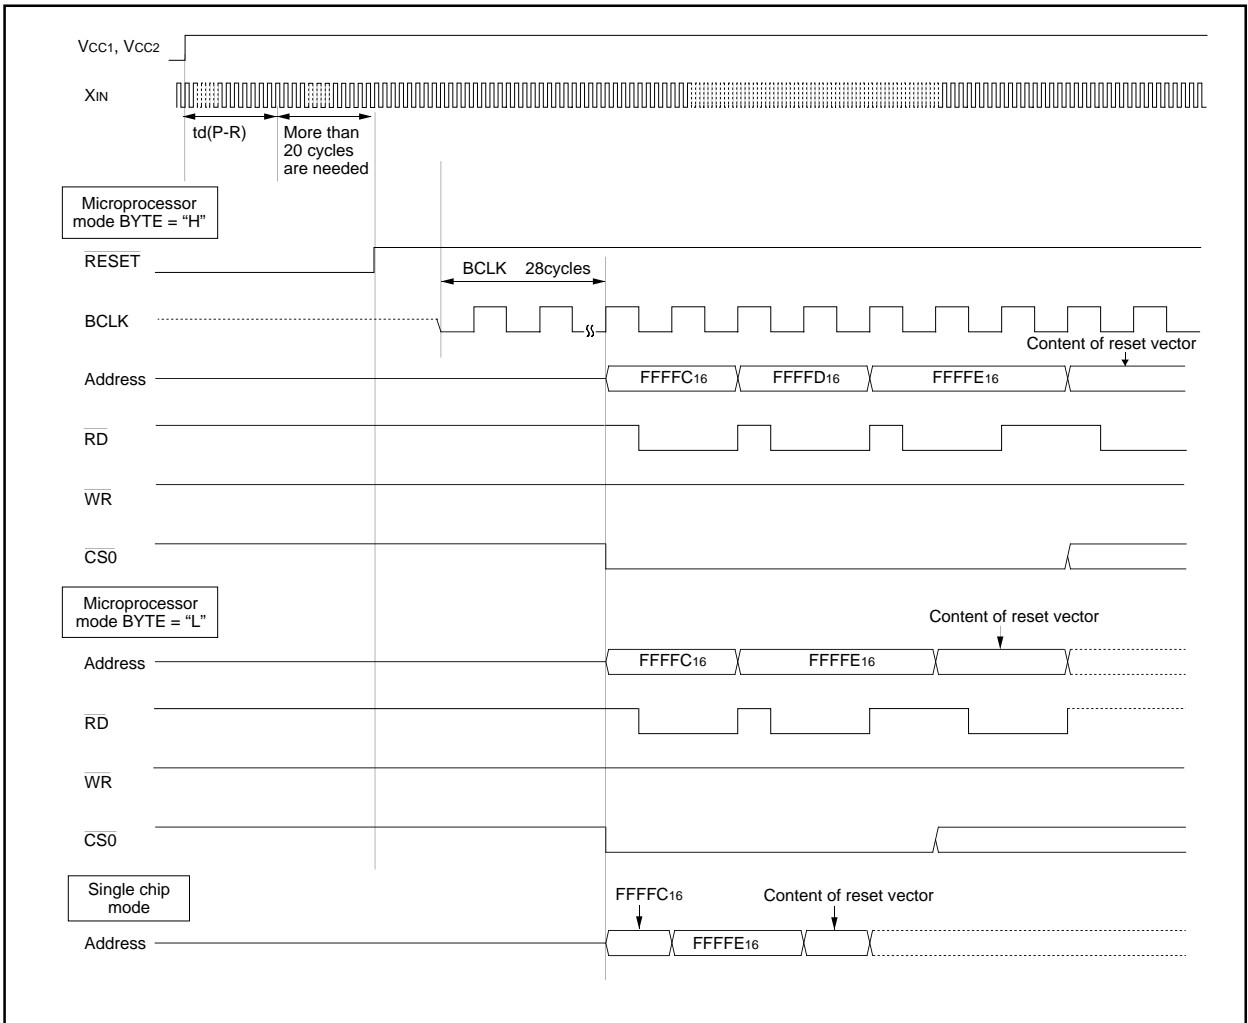 VCC1, VCC2
XIN
td(P-R)
More than
20 cycles
are needed
Microprocessor
mode BYTE = “H”
RESET
BCLK 28cycles
BCLK
Content of reset vector
Address
FFFFC16
FFFFD16
FFFFE16
RD
WR
CS0
Microprocessor
mode BYTE = “L”
Content of reset vector
Address
FFFFC16
FFFFE16
RD
WR
CS0
Single chip
mode
FFFFC16
Content of reset vector
Address
FFFFE16